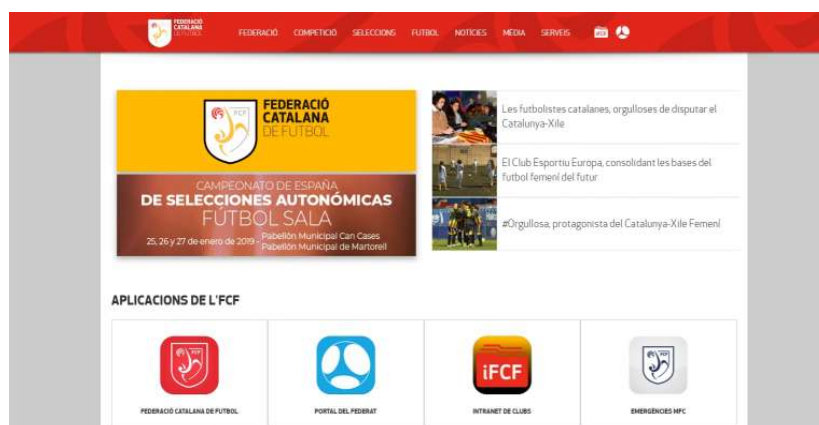 FEDERACIÓ
CATALANA
DE FUTBOL
FEDERACIÓ COMPETICIÓ SELECCIONS FUTBOL NOTÍCIES MÈDIA SERVEIS
FCF
FEDERACIÓ
CATALANA
DE FUTBOL
CAMPEONATO DE ESPAÑA
DE SELECCIONES AUTONÓMICAS
FÚTBOL SALA
25, 26 y 27 de enero de 2019 - Pabellón Municipal Can Cases
Pabellón Municipal de Martorell
Les futbolistes catalanes, orgulloses de disputar el
Catalunya-Xile
El Club Esportiu Europa, consolidant les bases del
futbol femení del futur
#Orgullosa, protagonista del Catalunya-Xile Femení
APLICACIONS DE L'FCF
FCF
iFCF
FCF
FEDERACIÓ CATALANA DE FUTBOL
PORTAL DEL FEDERAT
INTRANET DE CLUBS
EMERGÈNCIES MFC